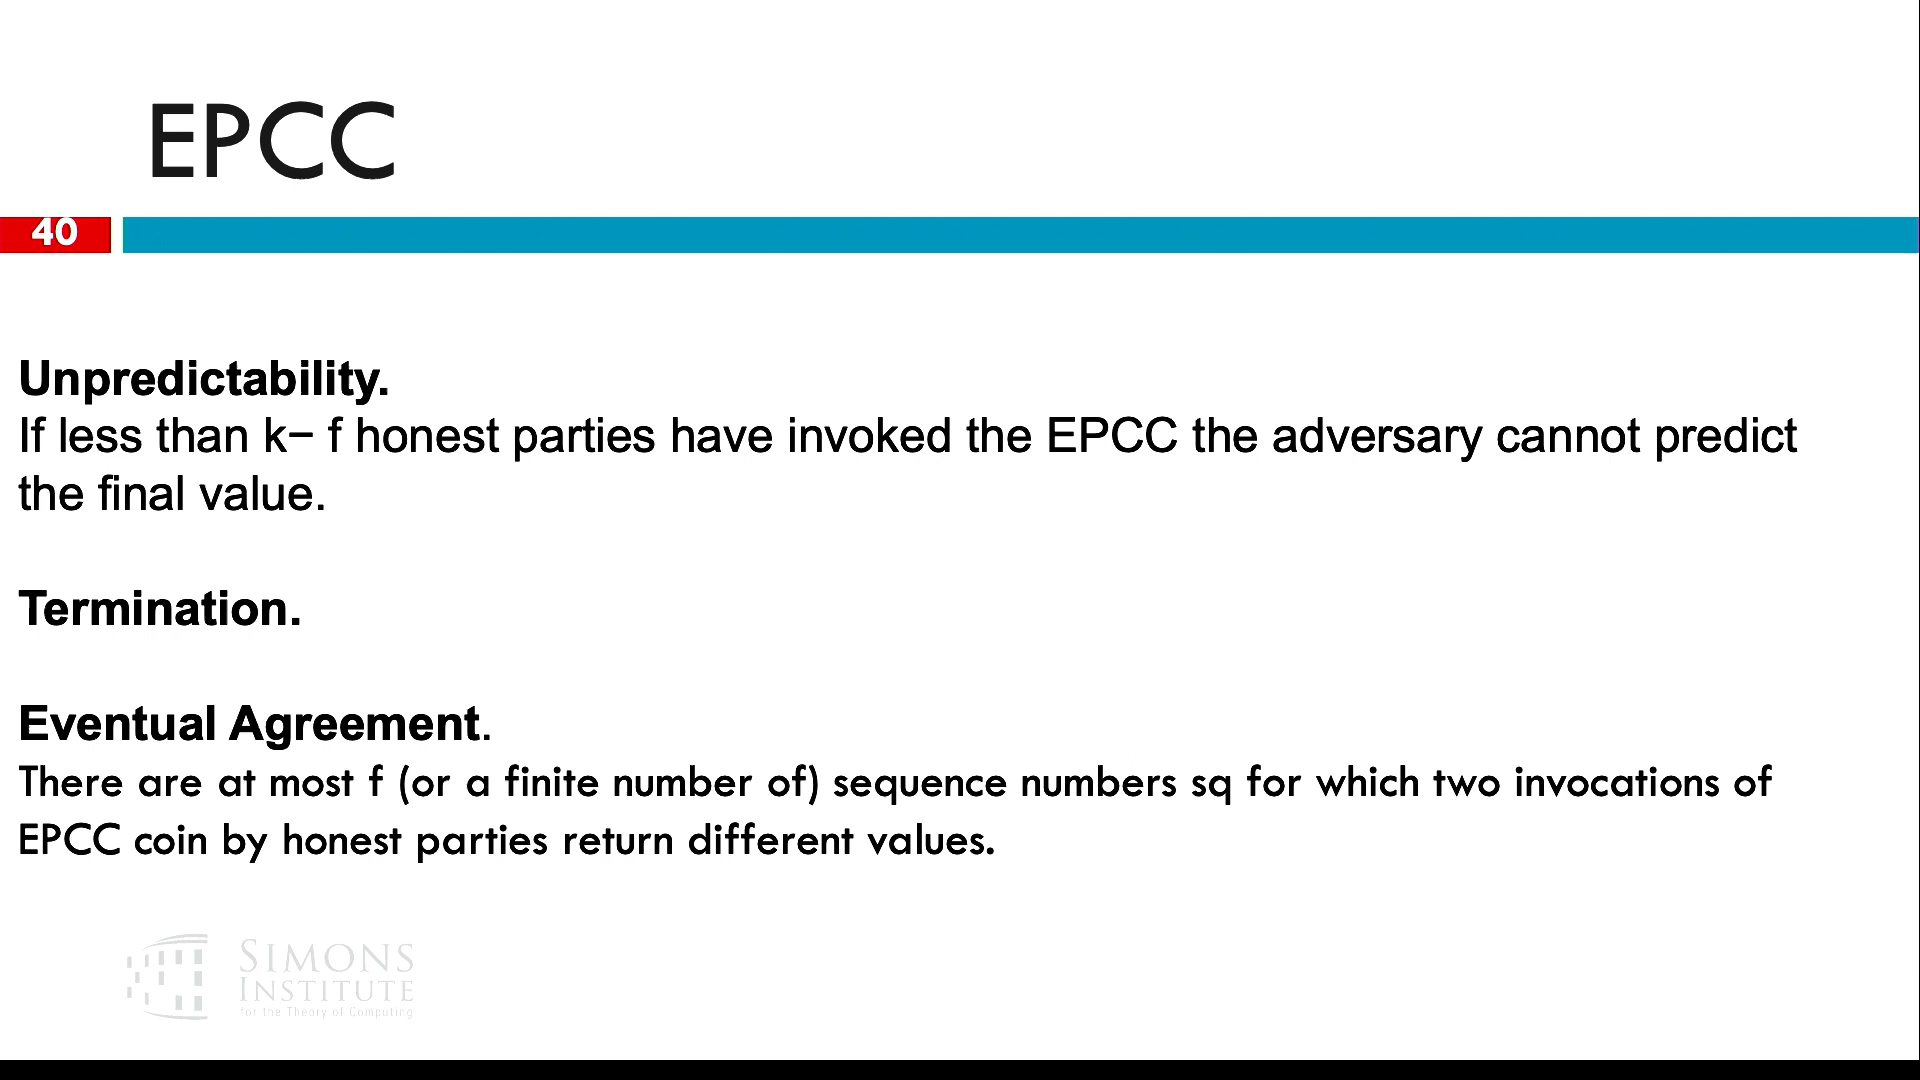 EPCC
40
Unpredictability.
If less than k− f honest parties have invoked the EPCC the adversary cannot predict
the final value.
Termination.
Eventual Agreement.
There are at most f (or a finite number of) sequence numbers sq for which two invocations of
EPCC coin by honest parties return different values.
SIMONS
INSTITUTE
for the Theory of Computing